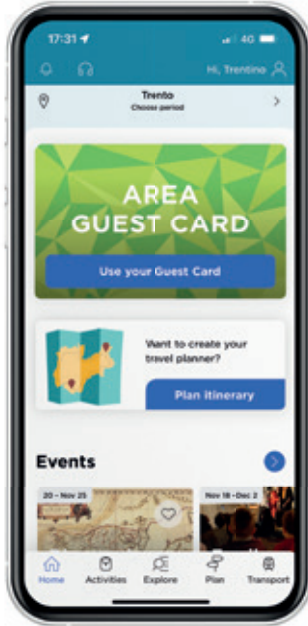 17:31
4G
Hi, Trentino
Trento
Choose period
AREA
GUEST CARD
Use your Guest Card
Want to create your
travel planner?
Plan itinerary
Events
20 - Nov 25
Nov 18 - Dec 2
Home Activities Explore Plan Transport